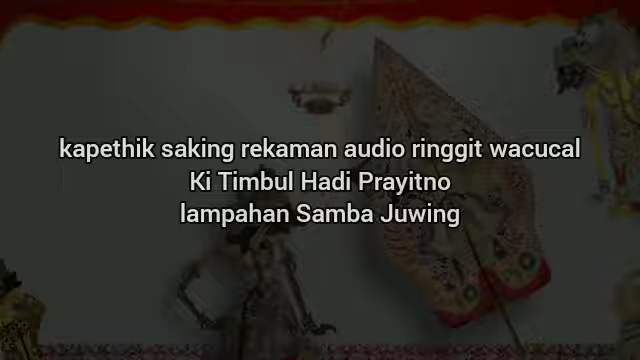 kapethik saking rekaman audio ringgit wacucal
Ki Timbul Hadi Prayitno
lampahan Samba Juwing